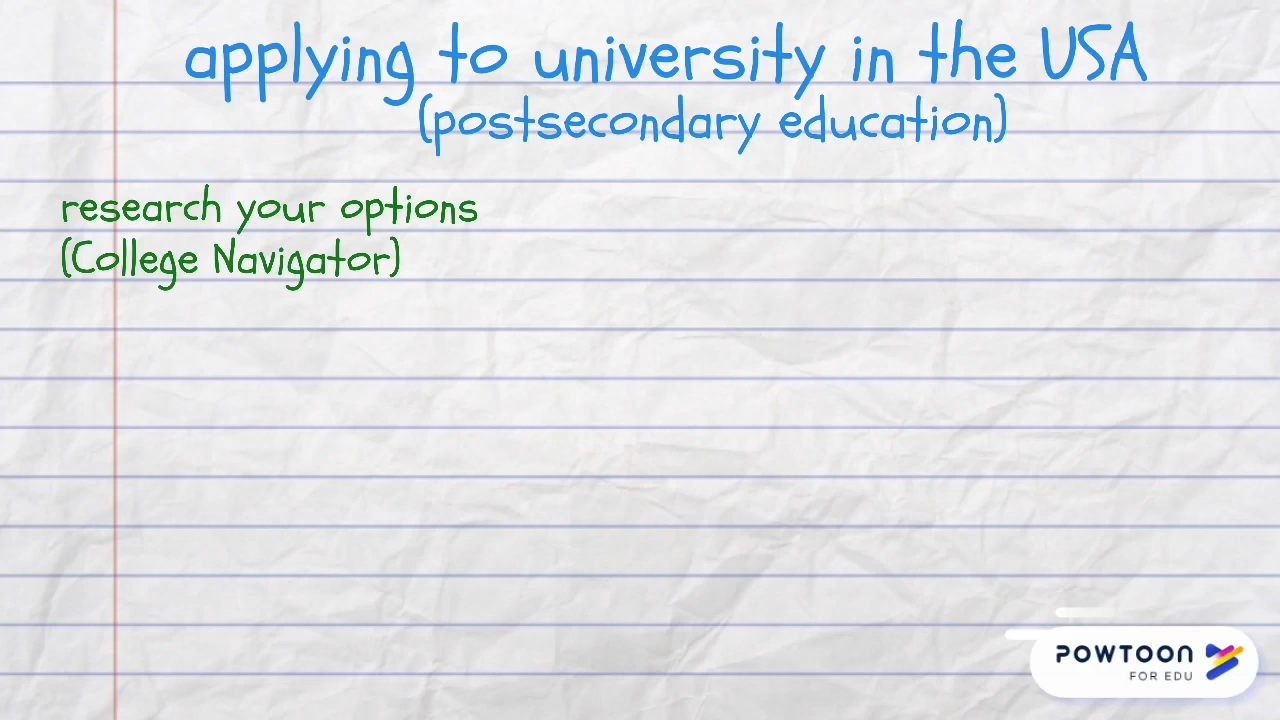 applying to university in the USA
(postsecondary education)
research your options
(College Navigator)
POWTOON
FOR EDU